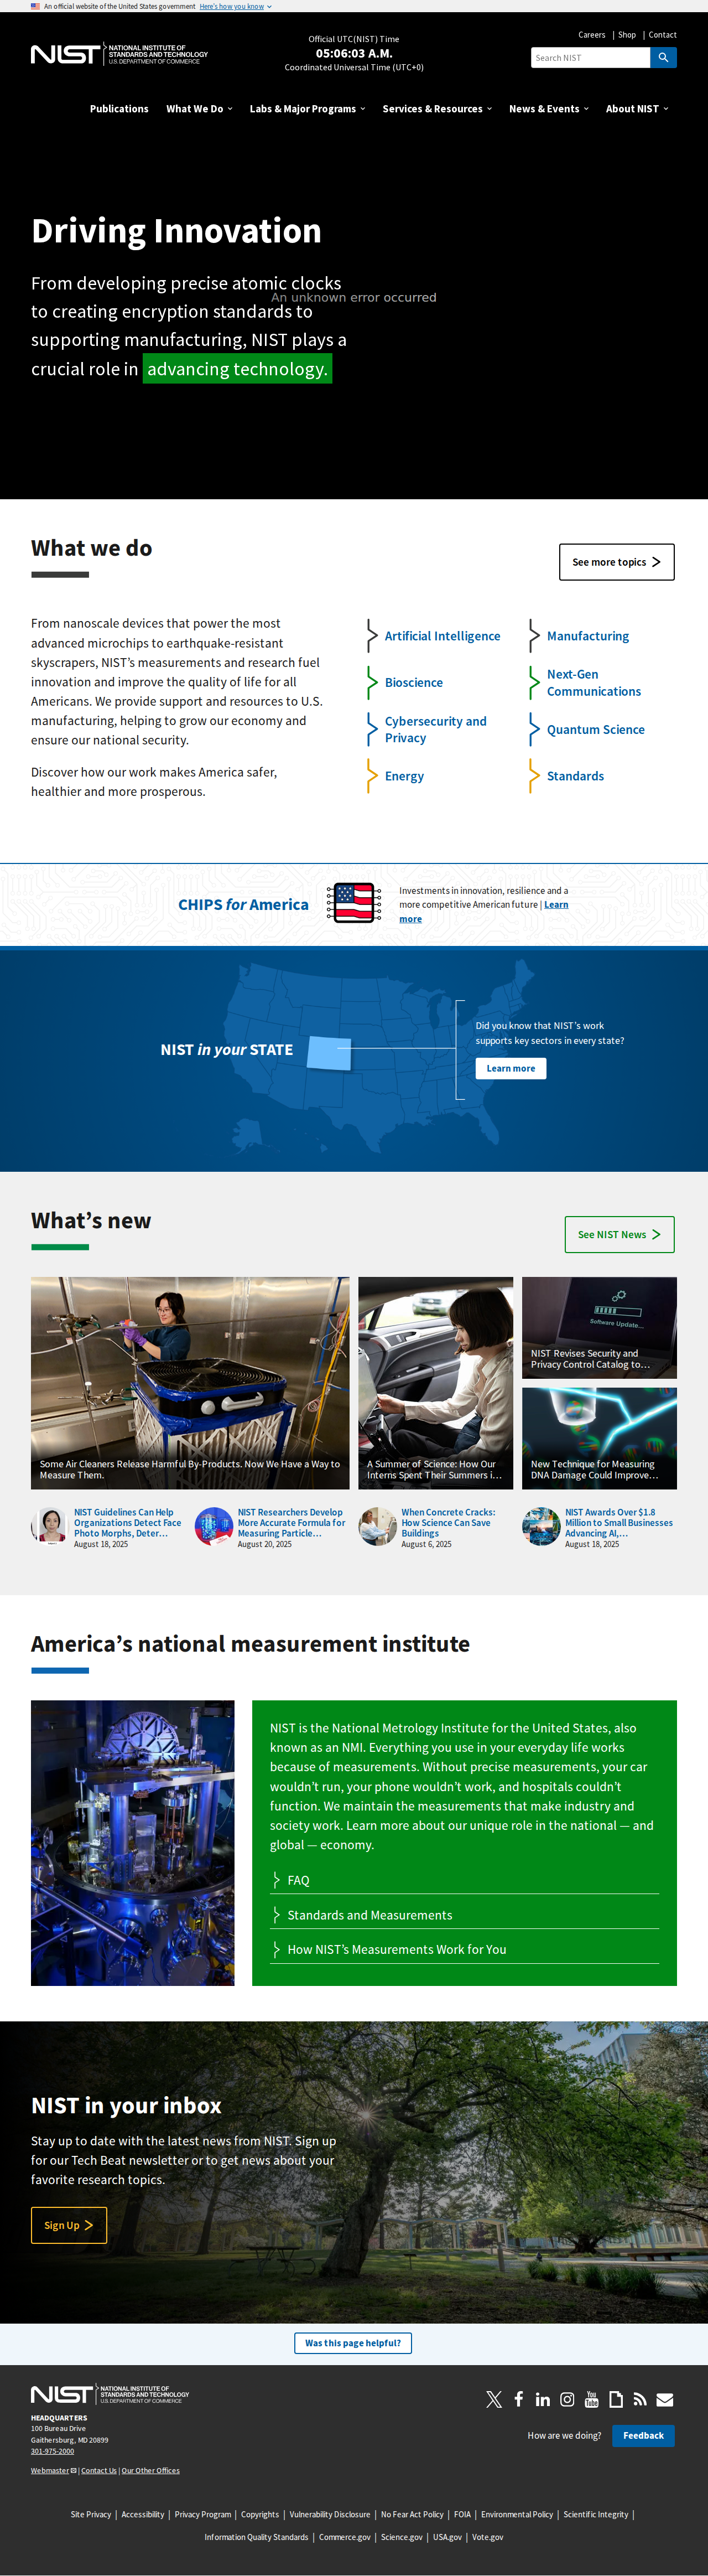 An official website of the United States government Here's how you know
NIST NATIONAL INSTITUTE OF
STANDARDS AND TECHNOLOGY
U.S. DEPARTMENT OF COMMERCE
Official UTC(NIST) Time
05:06:03 A.M.
Coordinated Universal Time (UTC+0)
Careers | Shop | Contact
Search NIST
Publications What We Do Labs & Major Programs Services & Resources News & Events About NIST
Driving Innovation
From developing precise atomic clocks
to creating encryption standards to
supporting manufacturing, NIST plays a
crucial role in advancing technology.
An unknown error occurred
What we do
See more topics
From nanoscale devices that power the most
advanced microchips to earthquake-resistant
skyscrapers, NIST's measurements and research fuel
innovation and improve the quality of life for all
Americans. We provide support and resources to U.S.
manufacturing, helping to grow our economy and
ensure our national security.
Discover how our work makes America safer,
healthier and more prosperous.
Artificial Intelligence
Manufacturing
Bioscience
Next-Gen
Communications
Cybersecurity and
Privacy
Quantum Science
Energy
Standards
CHIPS for America
Investments in innovation, resilience and a
more competitive American future | Learn
more
NIST in your STATE
Did you know that NIST's work
supports key sectors in every state?
Learn more
What's new
See NIST News
Some Air Cleaners Release Harmful By-Products. Now We Have a Way to
Measure Them.
A Summer of Science: How Our
Interns Spent Their Summers i…
Software Update...
NIST Revises Security and
Privacy Control Catalog to…
New Technique for Measuring
DNA Damage Could Improve…
NIST Guidelines Can Help
Organizations Detect Face
Photo Morphs, Deter…
August 18, 2025
NIST Researchers Develop
More Accurate Formula for
Measuring Particle…
August 20, 2025
When Concrete Cracks:
How Science Can Save
Buildings
August 6, 2025
NIST Awards Over $1.8
Million to Small Businesses
Advancing AI,…
August 18, 2025
America's national measurement institute
NIST is the National Metrology Institute for the United States, also
known as an NMI. Everything you use in your everyday life works
because of measurements. Without precise measurements, your car
wouldn't run, your phone wouldn't work, and hospitals couldn't
function. We maintain the measurements that make industry and
society work. Learn more about our unique role in the national — and
global — economy.
FAQ
Standards and Measurements
How NIST's Measurements Work for You
NIST in your inbox
Stay up to date with the latest news from NIST. Sign up
for our Tech Beat newsletter or to get news about your
favorite research topics.
Sign Up
Was this page helpful?
NIST NATIONAL INSTITUTE OF
STANDARDS AND TECHNOLOGY
U.S. DEPARTMENT OF COMMERCE
HEADQUARTERS
100 Bureau Drive
Gaithersburg, MD 20899
301-975-2000
Webmaster | Contact Us | Our Other Offices
You Tube
How are we doing? Feedback
Site Privacy | Accessibility | Privacy Program | Copyrights | Vulnerability Disclosure | No Fear Act Policy | FOIA | Environmental Policy | Scientific Integrity |
Information Quality Standards | Commerce.gov | Science.gov | USA.gov | Vote.gov